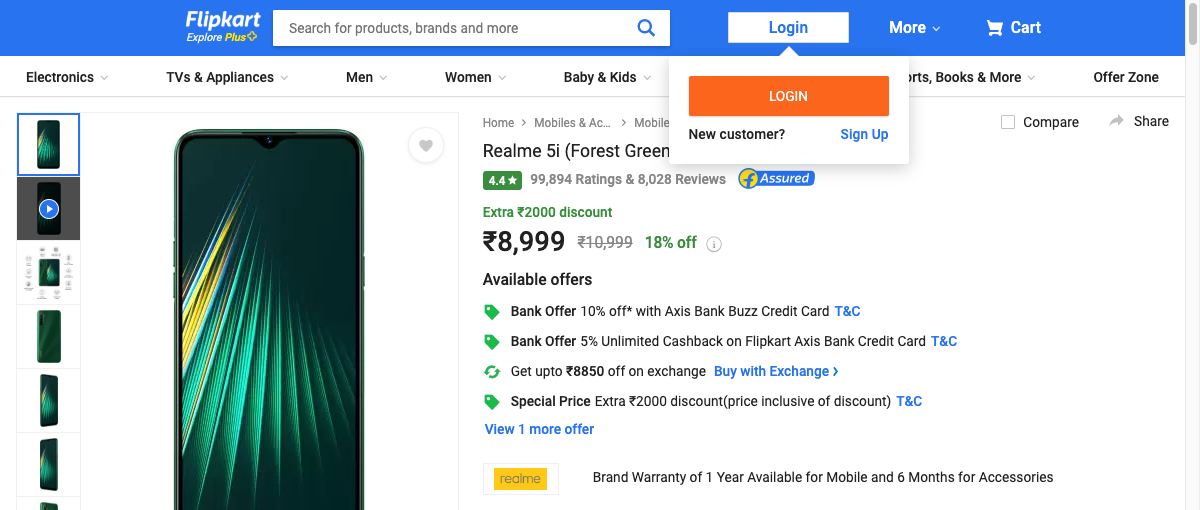 Flipkart
Explore Plus
Search for products, brands and more
Login
More
Cart
Electronics
TVs & Appliances
Men
Women
Baby & Kids
orts, Books & More
Offer Zone
LOGIN
New customer?
Sign Up
Home
Mobiles & Ac...
Mobile
Compare
Share
Realme 5i (Forest Green
4.4★
99,894 Ratings & 8,028 Reviews
Assured
Extra ₹2000 discount
₹8,999 ₹10,999 18% off
Available offers
Bank Offer 10% off* with Axis Bank Buzz Credit Card T&C
Bank Offer 5% Unlimited Cashback on Flipkart Axis Bank Credit Card T&C
Get upto ₹8850 off on exchange Buy with Exchange
Special Price Extra ₹2000 discount(price inclusive of discount) T&C
View 1 more offer
realme
Brand Warranty of 1 Year Available for Mobile and 6 Months for Accessories